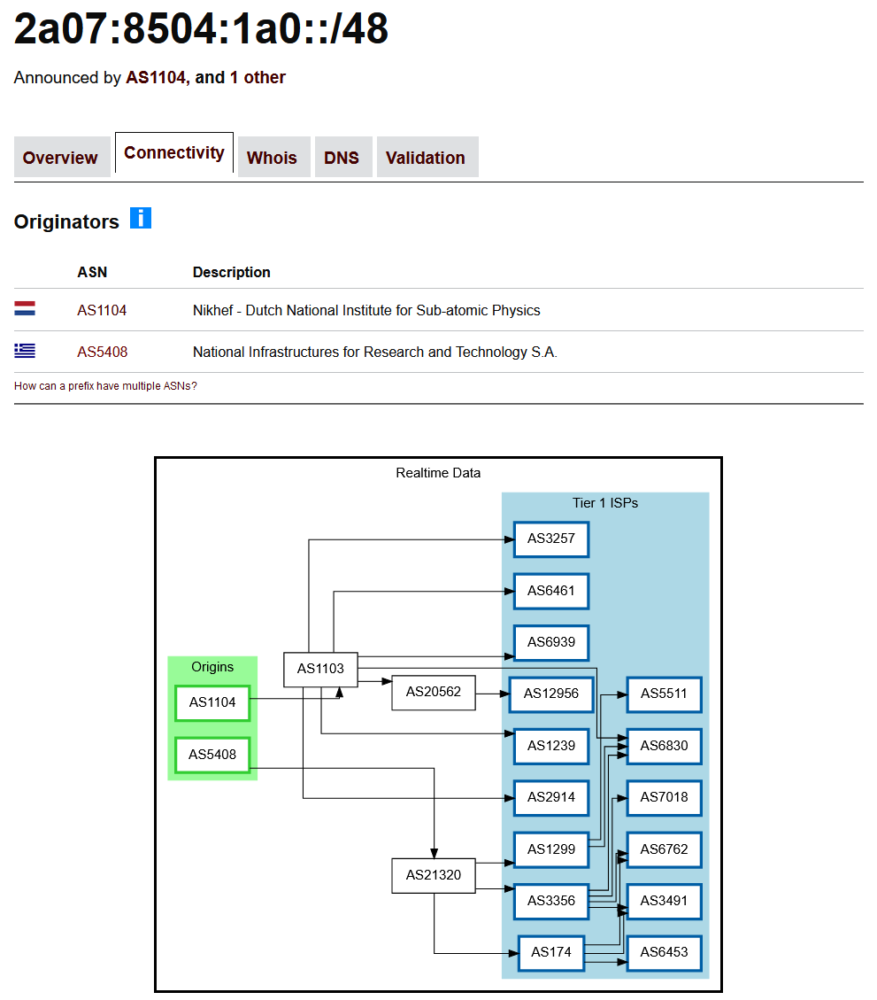 2a07:8504:1a0::/48
Announced by AS1104, and 1 other
Overview Connectivity Whois DNS Validation
Originators i
ASN Description
AS1104 Nikhef - Dutch National Institute for Sub-atomic Physics
AS5408 National Infrastructures for Research and Technology S.A.
How can a prefix have multiple ASNs?
Realtime Data
Tier 1 ISPs
AS3257
AS6461
AS6939
Origins
AS1103
AS1104
AS20562
AS12956
AS5511
AS1239
AS6830
AS5408
AS2914
AS7018
AS1299
AS6762
AS21320
AS3356
AS3491
AS174
AS6453